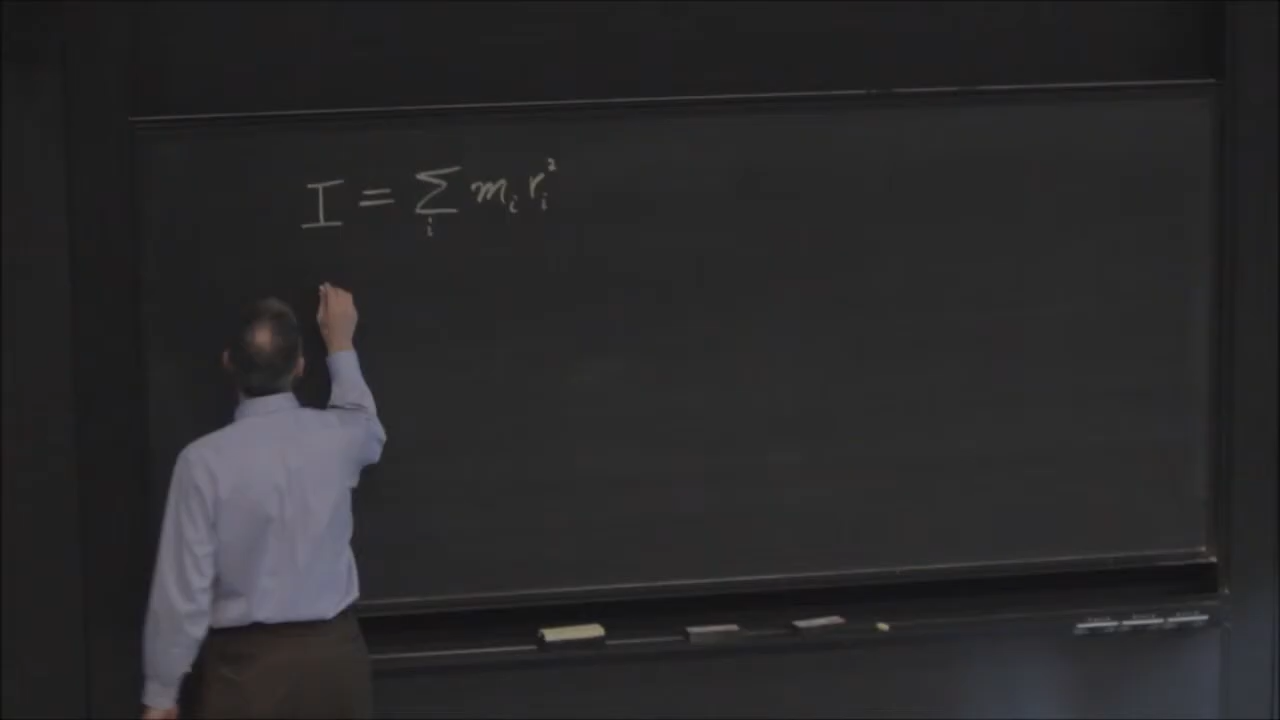 I = ∑ᵢ mᵢ rᵢ²